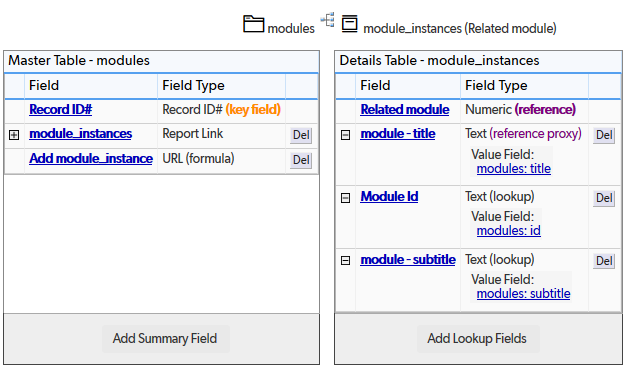 modules module_instances (Related module)
Master Table - modules
Field Field Type
Record ID# Record ID# (key field)
module_instances Report Link Del
Add module_instance URL (formula) Del
Add Summary Field
Details Table - module_instances
Field Field Type
Related module Numeric (reference)
module - title Text (reference proxy) Del
Value Field:
modules: title
Module Id Text (lookup) Del
Value Field:
modules: id
module - subtitle Text (lookup) Del
Value Field:
modules: subtitle
Add Lookup Fields